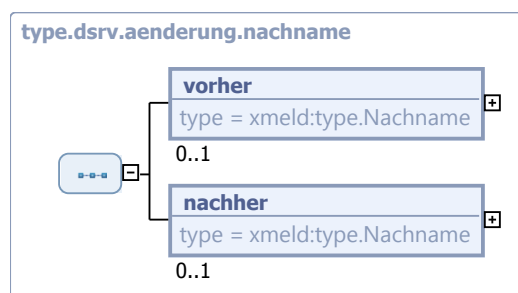 type.dsrv.aenderung.nachname
vorher
type = xmeld:type.Nachname
0..1
nachher
type = xmeld:type.Nachname
0..1